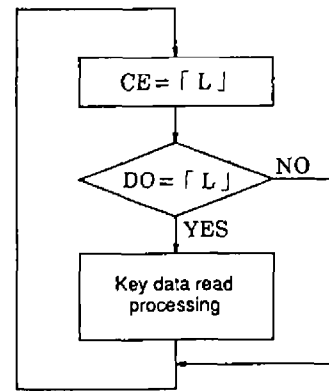 CE=「L」
DO=「L」
NO
YES
Key data read
processing